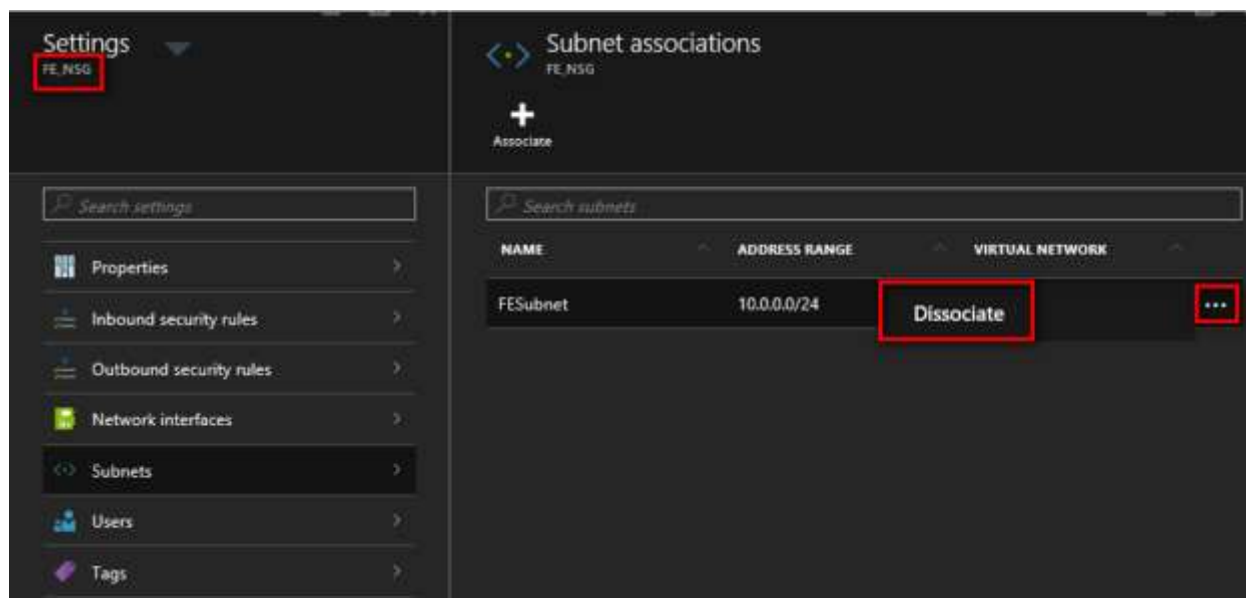 Settings
FE_NSG
Search settings
Properties
Inbound security rules
Outbound security rules
Network interfaces
Subnets
Users
Tags
Subnet associations
FE_NSG
Associate
Search subnets
NAME ADDRESS RANGE VIRTUAL NETWORK
FESubnet 10.0.0.0/24 Dissociate ...